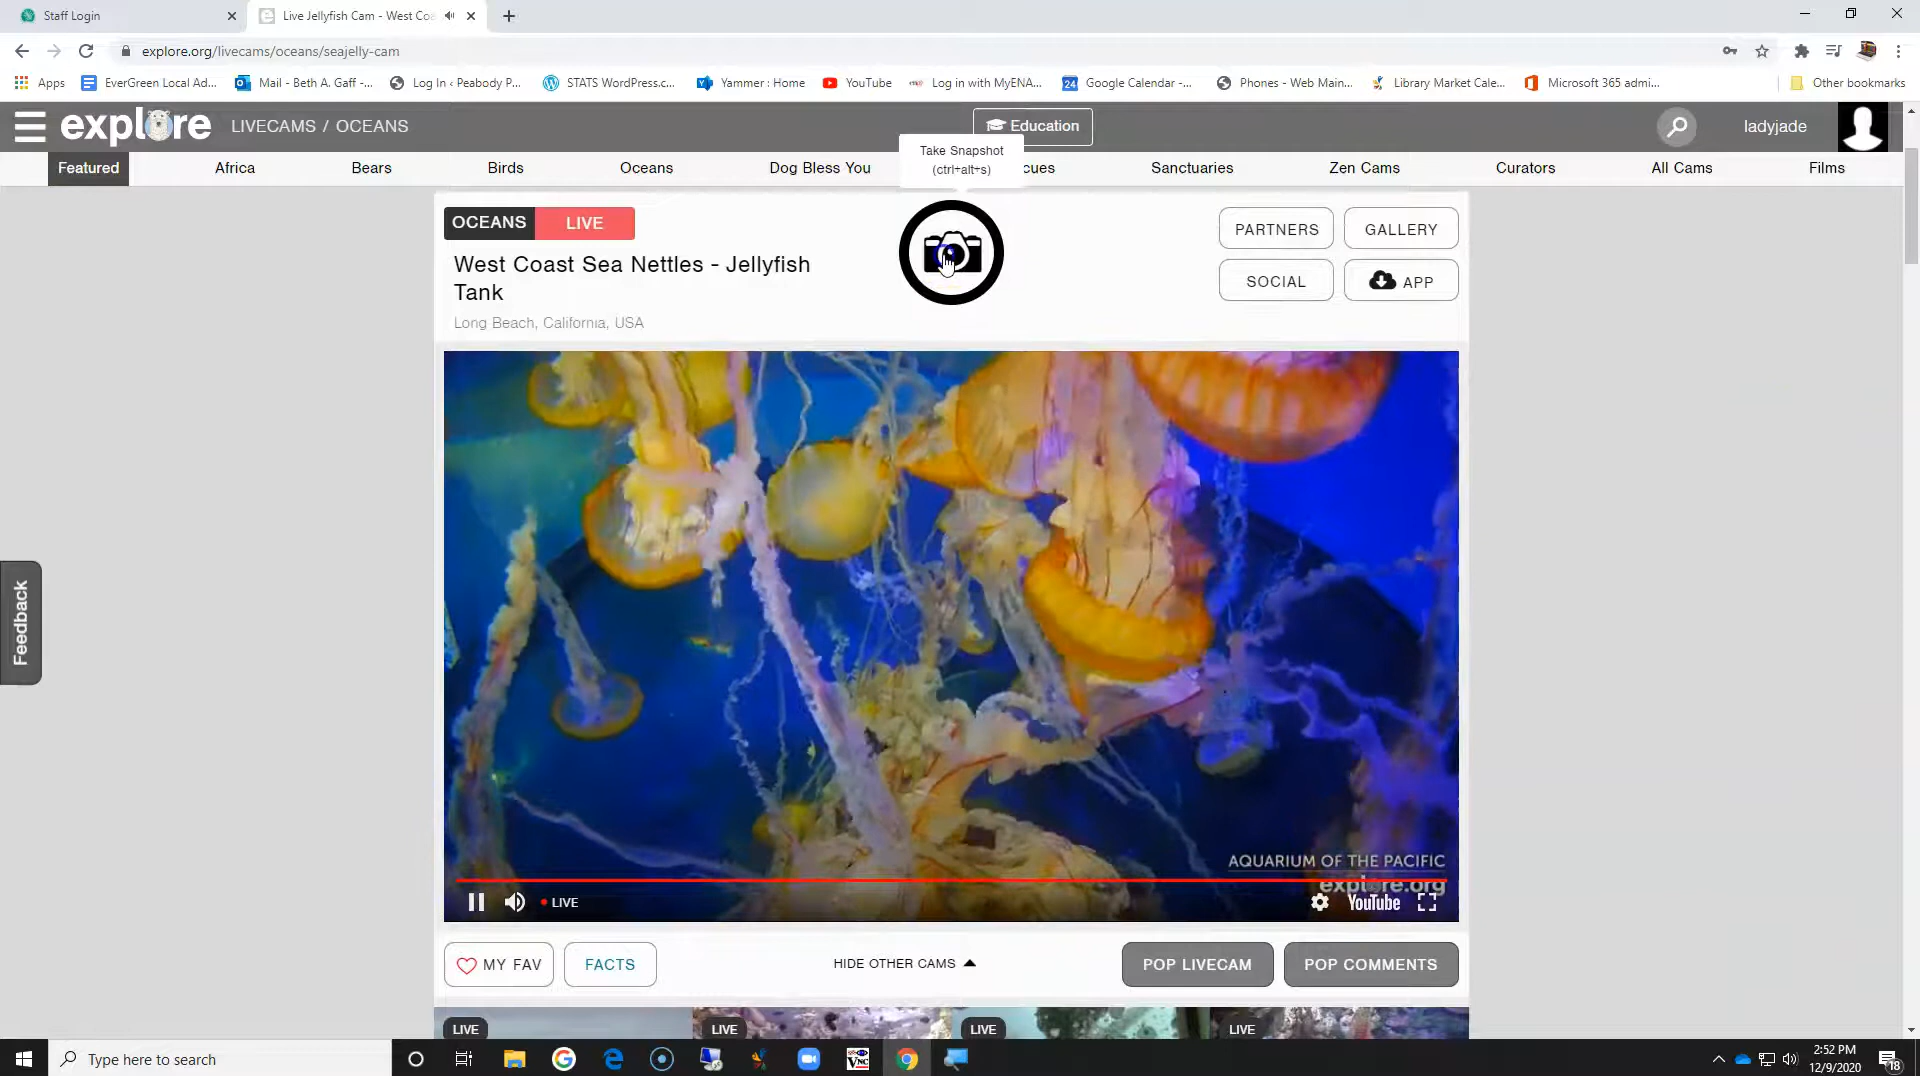 Staff Login
Live Jellyfish Cam - West Coa
explore.org/livecams/oceans/seajelly-cam
Apps
EverGreen Local Ad...
Mail - Beth A. Gaff -...
Log In ‹ Peabody P...
STATS WordPress.c...
Yammer : Home
YouTube
Log in with MyENA...
24
Google Calendar -...
Phones - Web Main...
Library Market Cale...
Microsoft 365 admi...
Other bookmarks
explore
LIVECAMS / OCEANS
Education
ladyjade
Take Snapshot
(ctrl+alt+s)
Featured
Africa
Bears
Birds
Oceans
Dog Bless You
cues
Sanctuaries
Zen Cams
Curators
All Cams
Films
OCEANS LIVE
West Coast Sea Nettles - Jellyfish
Tank
Long Beach, California, USA
PARTNERS
GALLERY
SOCIAL
APP
Feedback
AQUARIUM OF THE PACIFIC
explore.org
LIVE
YouTube
MY FAV
FACTS
HIDE OTHER CAMS
POP LIVECAM
POP COMMENTS
LIVE
LIVE
LIVE
LIVE
Type here to search
VNC
2:52 PM
12/9/2020
18